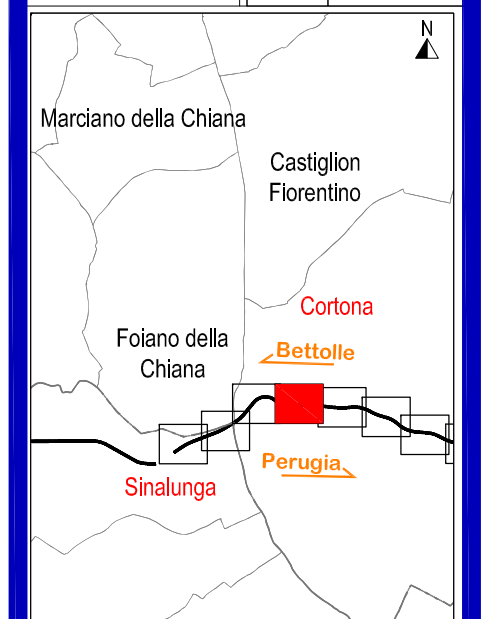 N
Marciano della Chiana
Castiglion
Fiorentino
Cortona
Foiano della
Chiana
Bettolle
Perugia
Sinalunga